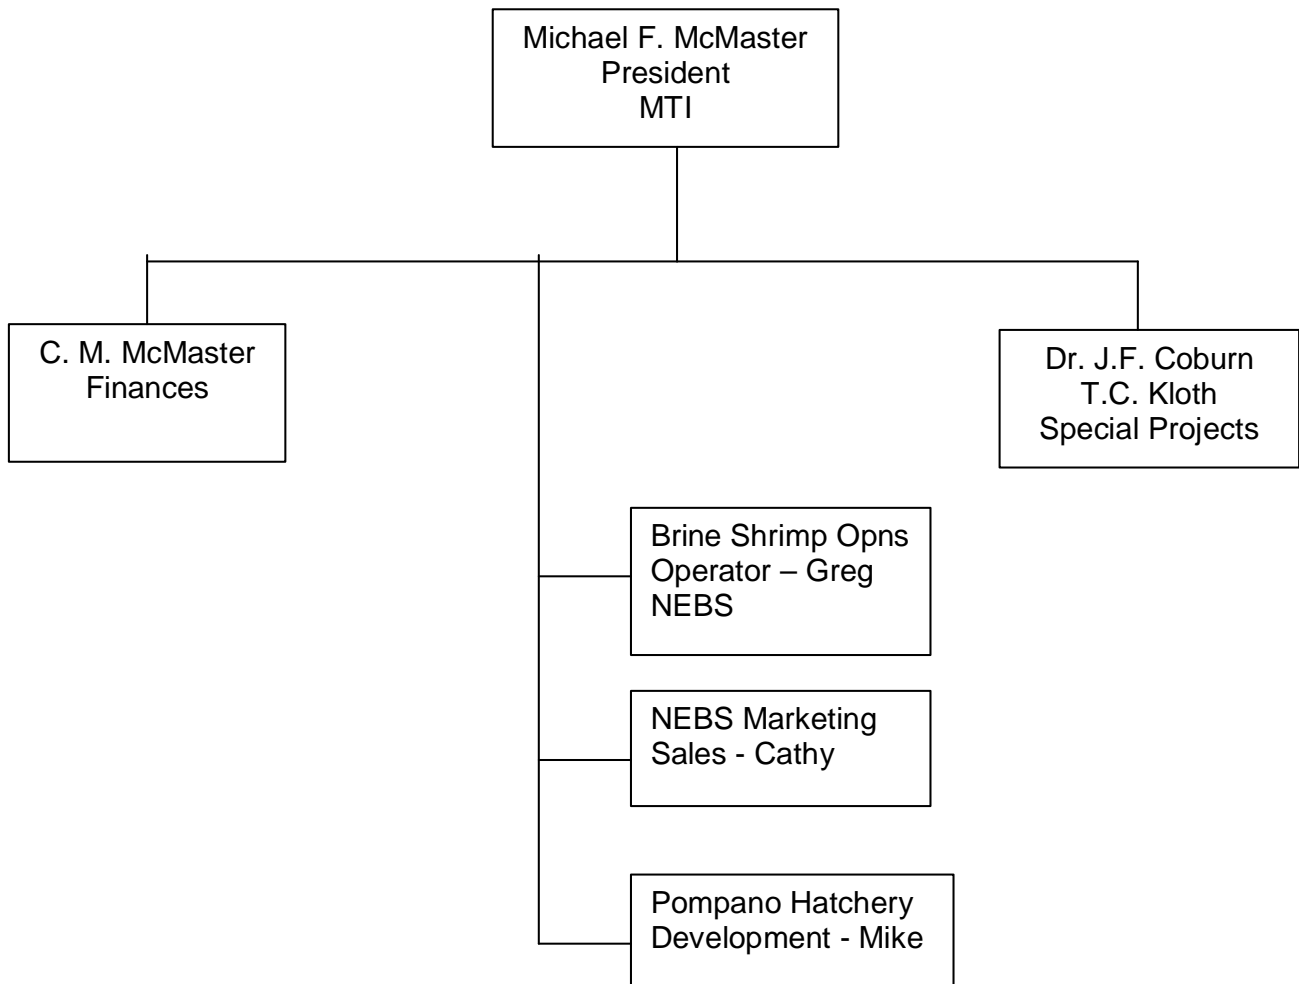 Michael F. McMaster
President
MTI
C. M. McMaster
Finances
Dr. J.F. Coburn
T.C. Kloth
Special Projects
Brine Shrimp Opns
Operator – Greg
NEBS
NEBS Marketing
Sales - Cathy
Pompano Hatchery
Development - Mike